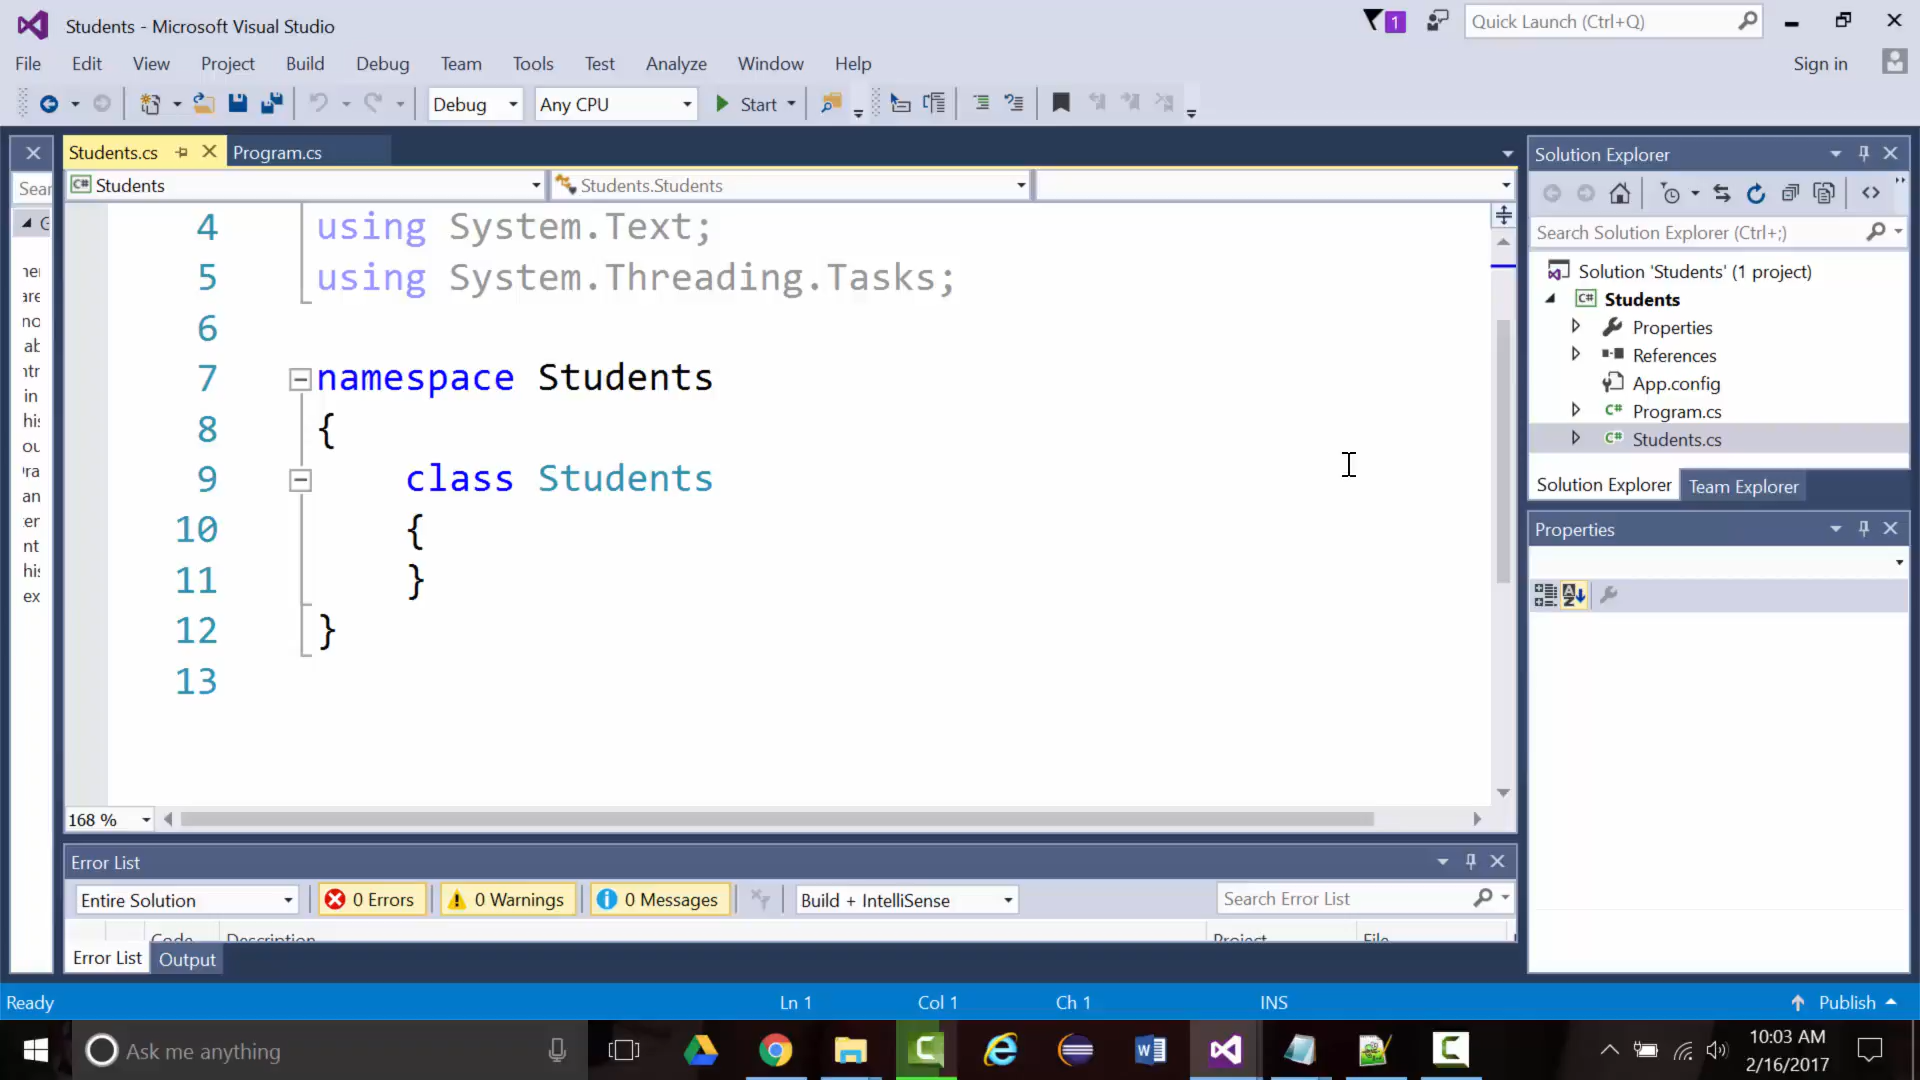 Students - Microsoft Visual Studio
1
Quick Launch (Ctrl+Q)
File Edit View Project Build Debug Team Tools Test Analyze Window Help
Sign in
Debug Any CPU Start
Students.cs Program.cs
Sear
Students Students.Students
4 using System.Text;
5 using System.Threading.Tasks;
6
7 namespace Students
8 {
9 class Students
10 {
11 }
12 }
13
168 %
Error List
Entire Solution 0 Errors 0 Warnings 0 Messages Build + IntelliSense Search Error List
Code Description Project File
Error List Output
Solution Explorer
Search Solution Explorer (Ctrl+;)
Solution 'Students' (1 project)
Students
Properties
References
App.config
Program.cs
Students.cs
Solution Explorer Team Explorer
Properties
Ready Ln 1 Col 1 Ch 1 INS Publish
Ask me anything
10:03 AM
2/16/2017